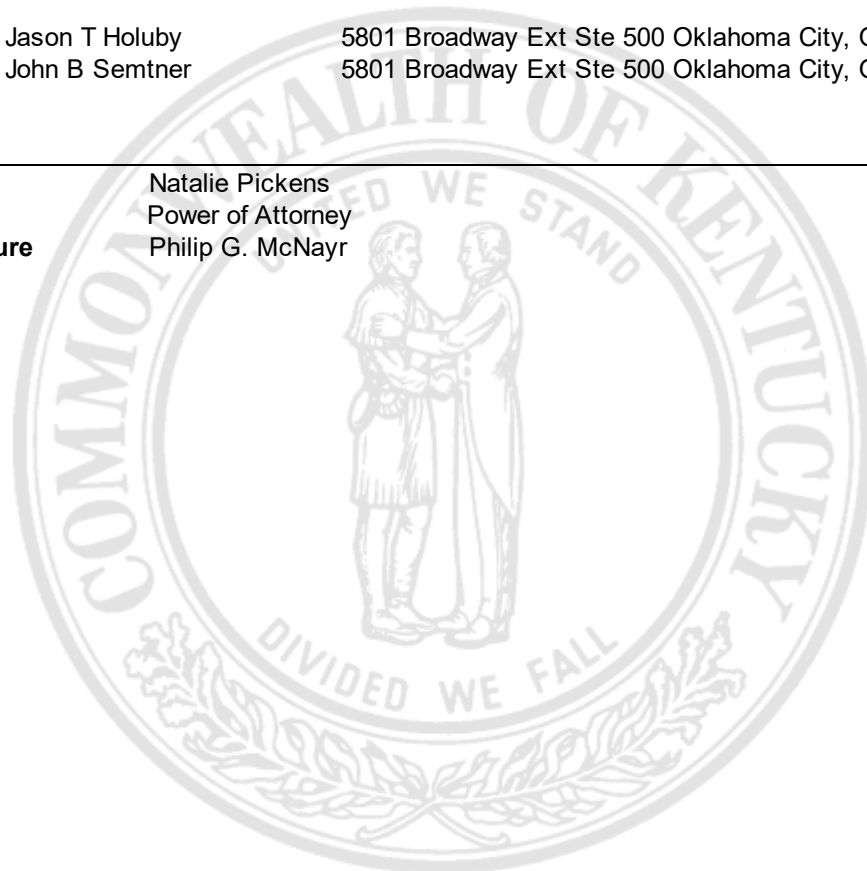 Jason T Holuby 5801 Broadway Ext Ste 500 Oklahoma City,
John B Semtner 5801 Broadway Ext Ste 500 Oklahoma City,
Natalie Pickens
Power of Attorney
Philip G. McNayr
COMMONWEALTH OF KENTUCKY
UNITED WE STAND
DIVIDED WE FALL